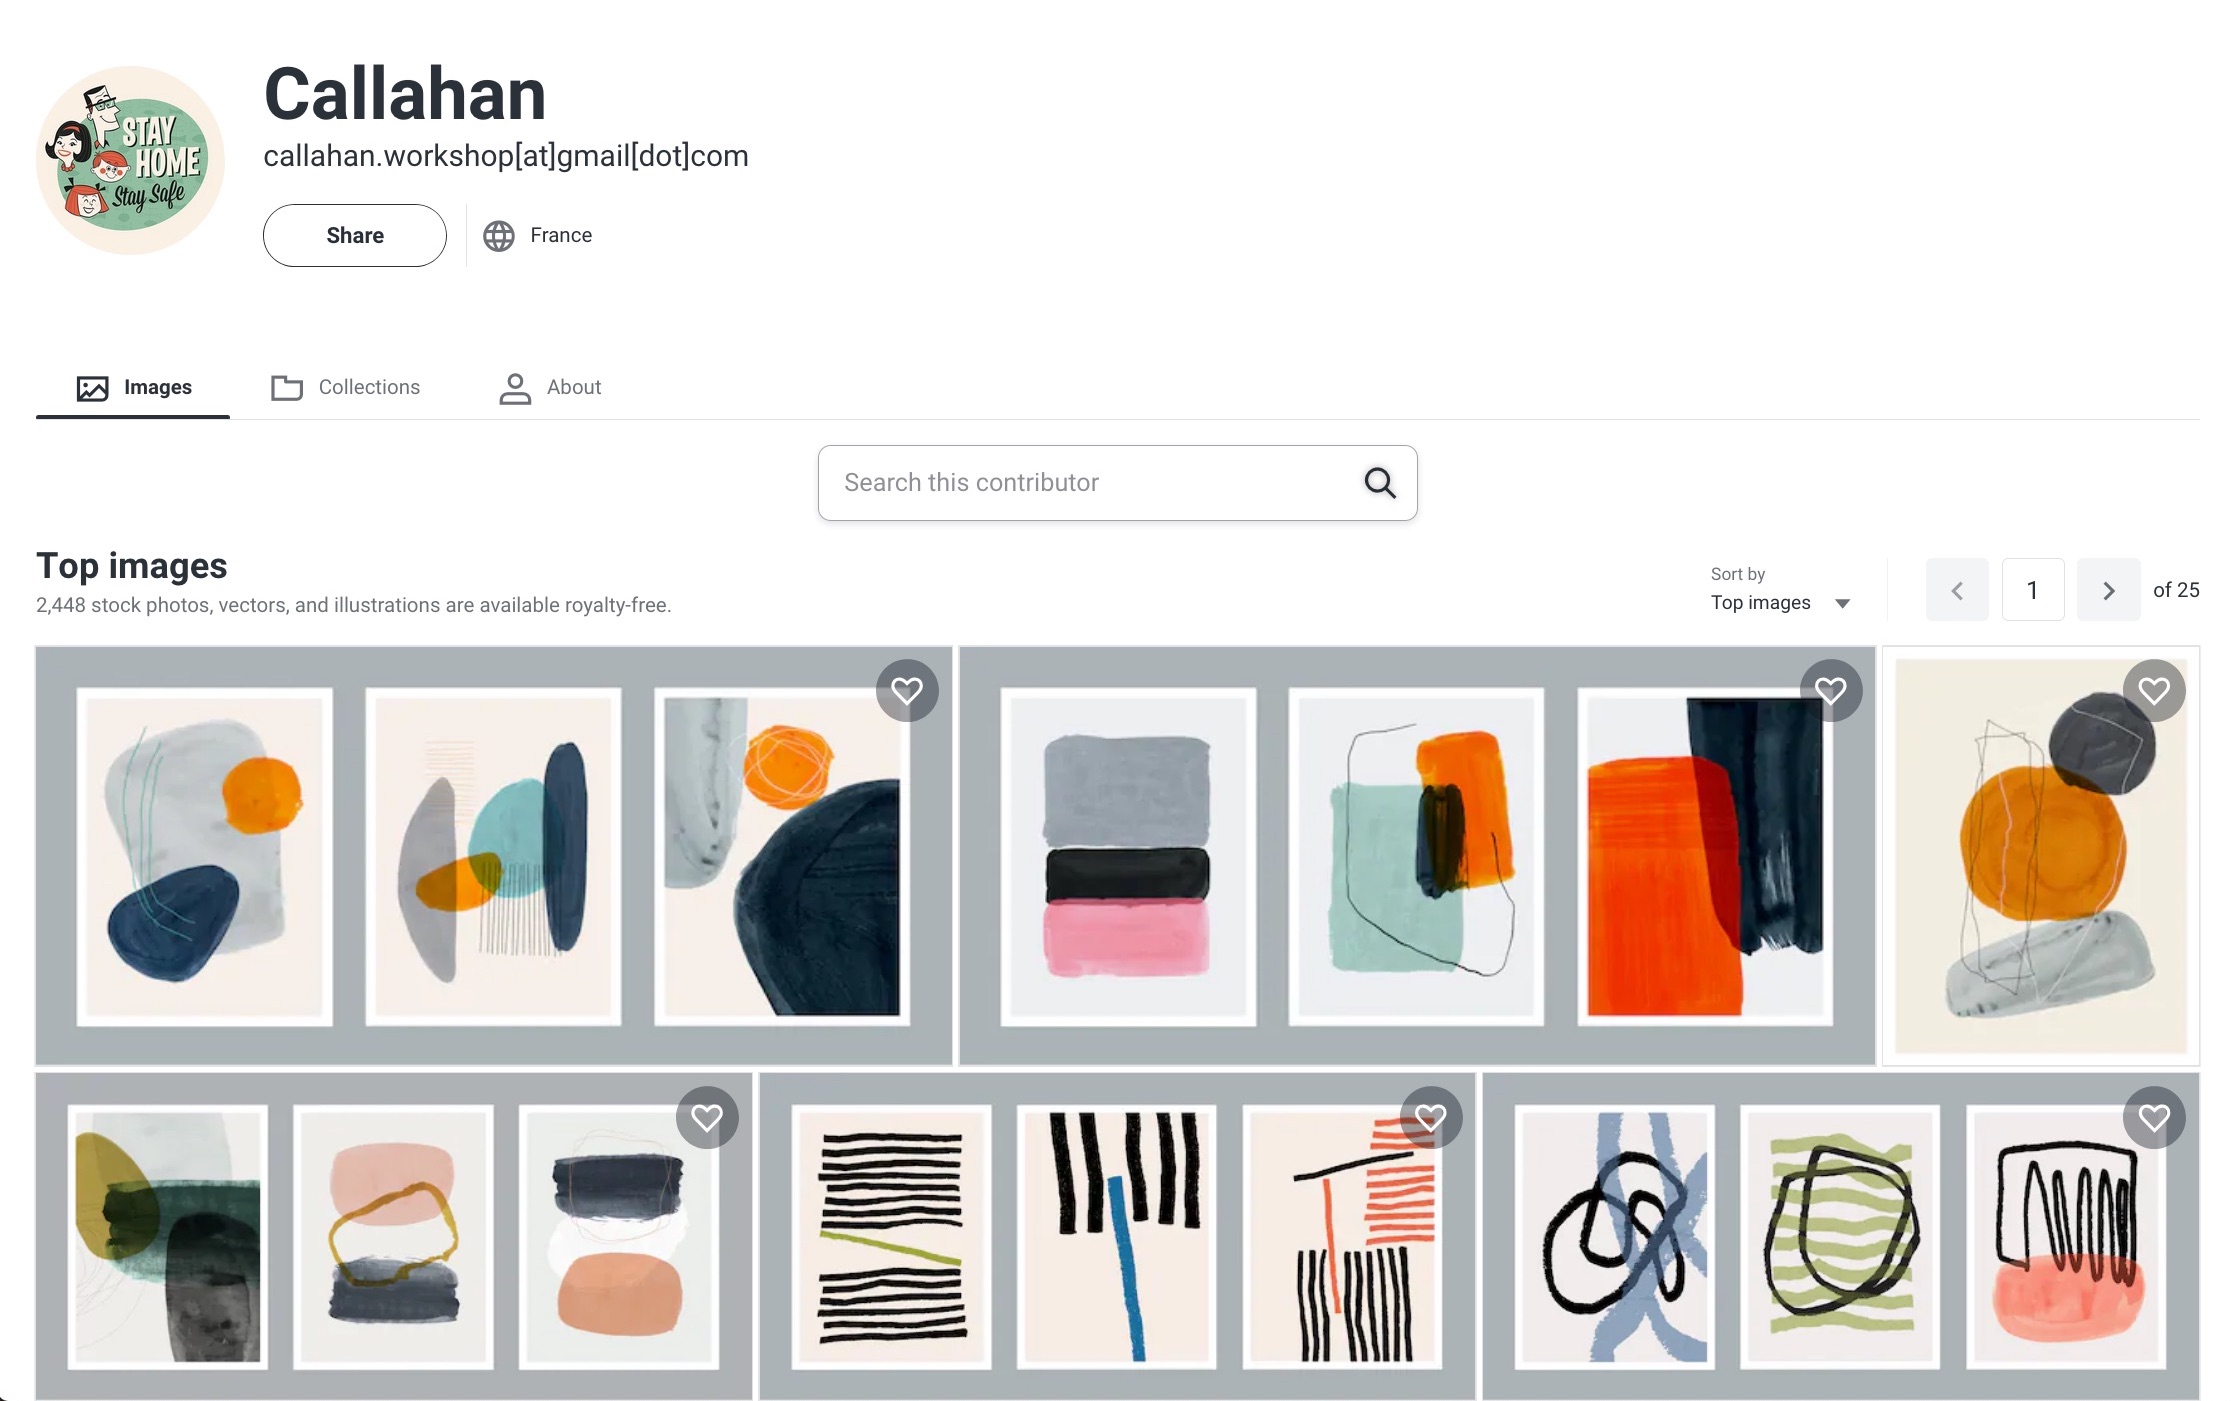 STAY
HOME
Stay Safe
Callahan
callahan.workshop[at]gmail[dot]com
Share
France
Images
Collections
About
Search this contributor
Top images
2,448 stock photos, vectors, and illustrations are available royalty-free.
Sort by
Top images
1
of 25